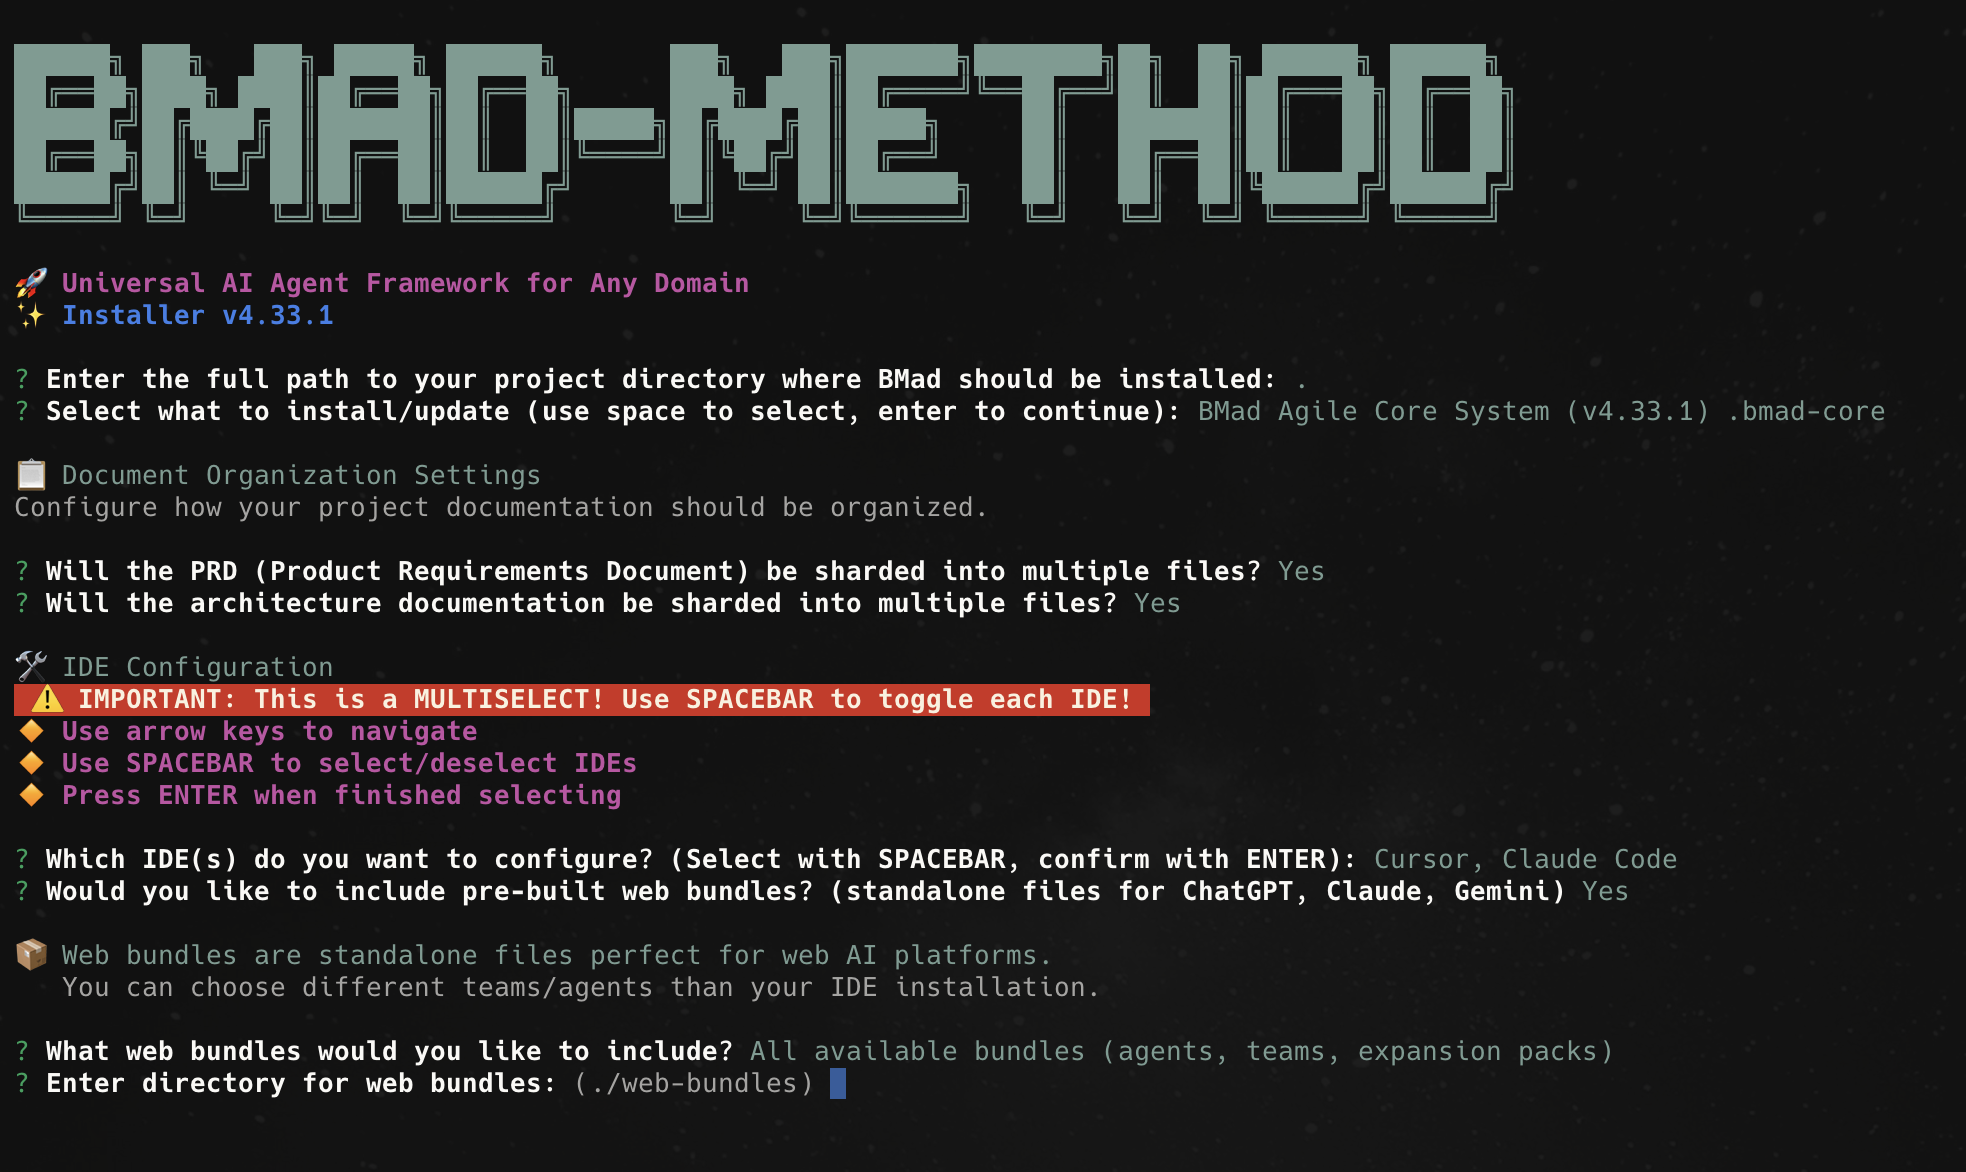 BMAD-METHOD
🚀 Universal AI Agent Framework for Any Domain
✨ Installer v4.33.1
? Enter the full path to your project directory where BMad should be installed: .
? Select what to install/update (use space to select, enter to continue): BMad Agile Core System (v4.33.1) .bmad-core
📋 Document Organization Settings
Configure how your project documentation should be organized.
? Will the PRD (Product Requirements Document) be sharded into multiple files? Yes
? Will the architecture documentation be sharded into multiple files? Yes
🛠️ IDE Configuration
⚠️ IMPORTANT: This is a MULTISELECT! Use SPACEBAR to toggle each IDE!
🔸 Use arrow keys to navigate
🔸 Use SPACEBAR to select/deselect IDEs
🔸 Press ENTER when finished selecting
? Which IDE(s) do you want to configure? (Select with SPACEBAR, confirm with ENTER): Cursor, Claude Code
? Would you like to include pre-built web bundles? (standalone files for ChatGPT, Claude, Gemini) Yes
📦 Web bundles are standalone files perfect for web AI platforms.
You can choose different teams/agents than your IDE installation.
? What web bundles would you like to include? All available bundles (agents, teams, expansion packs)
? Enter directory for web bundles: (./web-bundles)